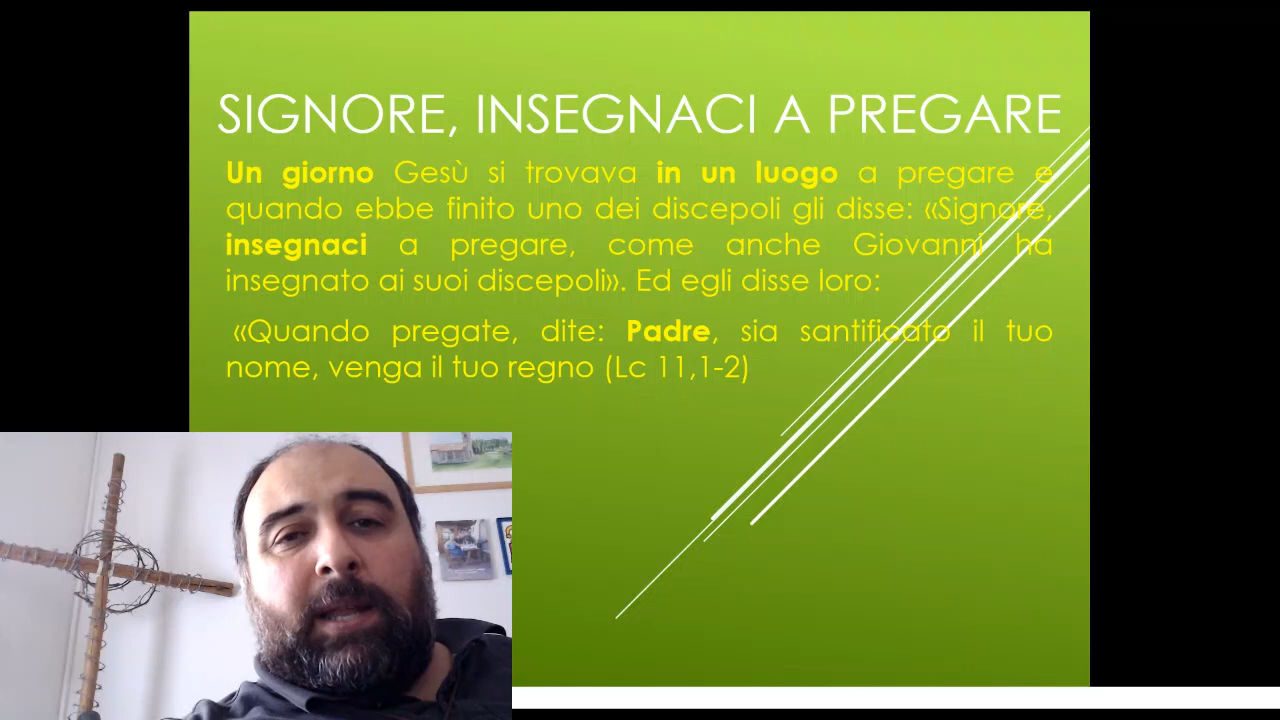 SIGNORE, INSEGNACI A PREGARE
Un giorno Gesù si trovava in un luogo a pregare e
quando ebbe finito uno dei discepoli gli disse: «Signore,
insegnaci a pregare, come anche Giovanni ha
insegnato ai suoi discepoli». Ed egli disse loro:
«Quando pregate, dite: Padre, sia santificato il tuo
nome, venga il tuo regno (Lc 11,1-2)